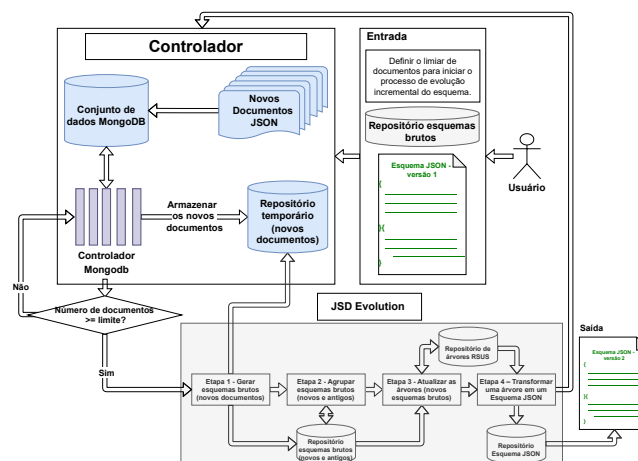 Controlador
Conjunto de
dados MongoDB
Novos
Documentos
JSON
Armazenar
os novos
documentos
Repositório
temporário
(novos
documentos)
Controlador
Mongodb
Não
Número de documentos
>= limite?
Sim
Entrada
Definir o limiar de
documentos para iniciar o
processo de evolução
incremental do esquema.
Repositório esquemas
brutos
Esquema JSON -
versão 1
{
}{
}
Usuário
JSD Evolution
Repositório de
árvores RSUS
Etapa 1 - Gerar
esquemas brutos
(novos documentos)
Etapa 2 - Agrupar
esquemas brutos
(novos e antigos)
Etapa 3 - Atualizar as
árvores (novos
esquemas brutos)
Etapa 4 – Transformar
uma árvore em um
Esquema JSON
Repositório
esquemas brutos
(novos e antigos)
Repositório
Esquema JSON
Saída
Esquema JSON -
versão 2
{
}{
}